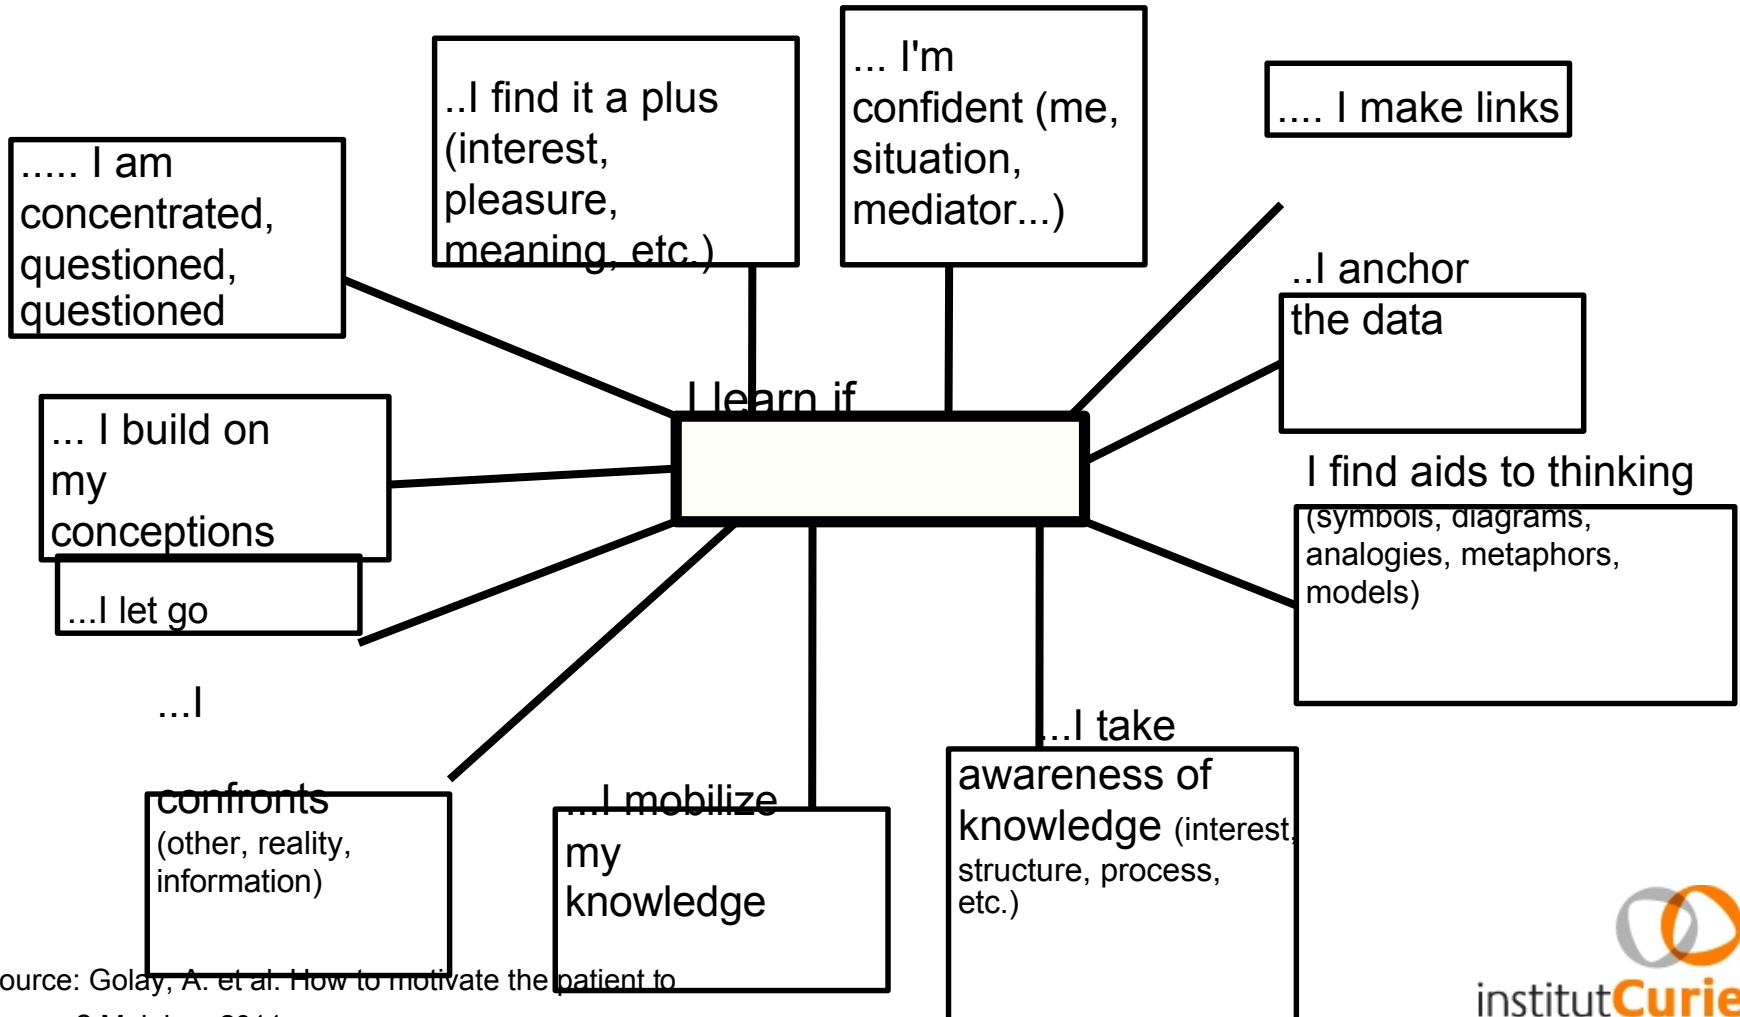 ..... I am
concentrated,
questioned,
questioned
..I find it a plus
(interest,
pleasure,
meaning, etc.)
... I'm
confident (me,
situation,
mediator...)
.... I make links
..I anchor
the data
I learn if
... I build on
my
conceptions
I find aids to thinking
(symbols, diagrams,
analogies, metaphors,
models)
...I let go
...I
confronts
(other, reality,
information)
...I mobilize
my
knowledge
...I take
awareness of
knowledge (interest,
structure, process,
etc.)
ource: Golay, A. et al. How to motivate the patient to
institutCurie